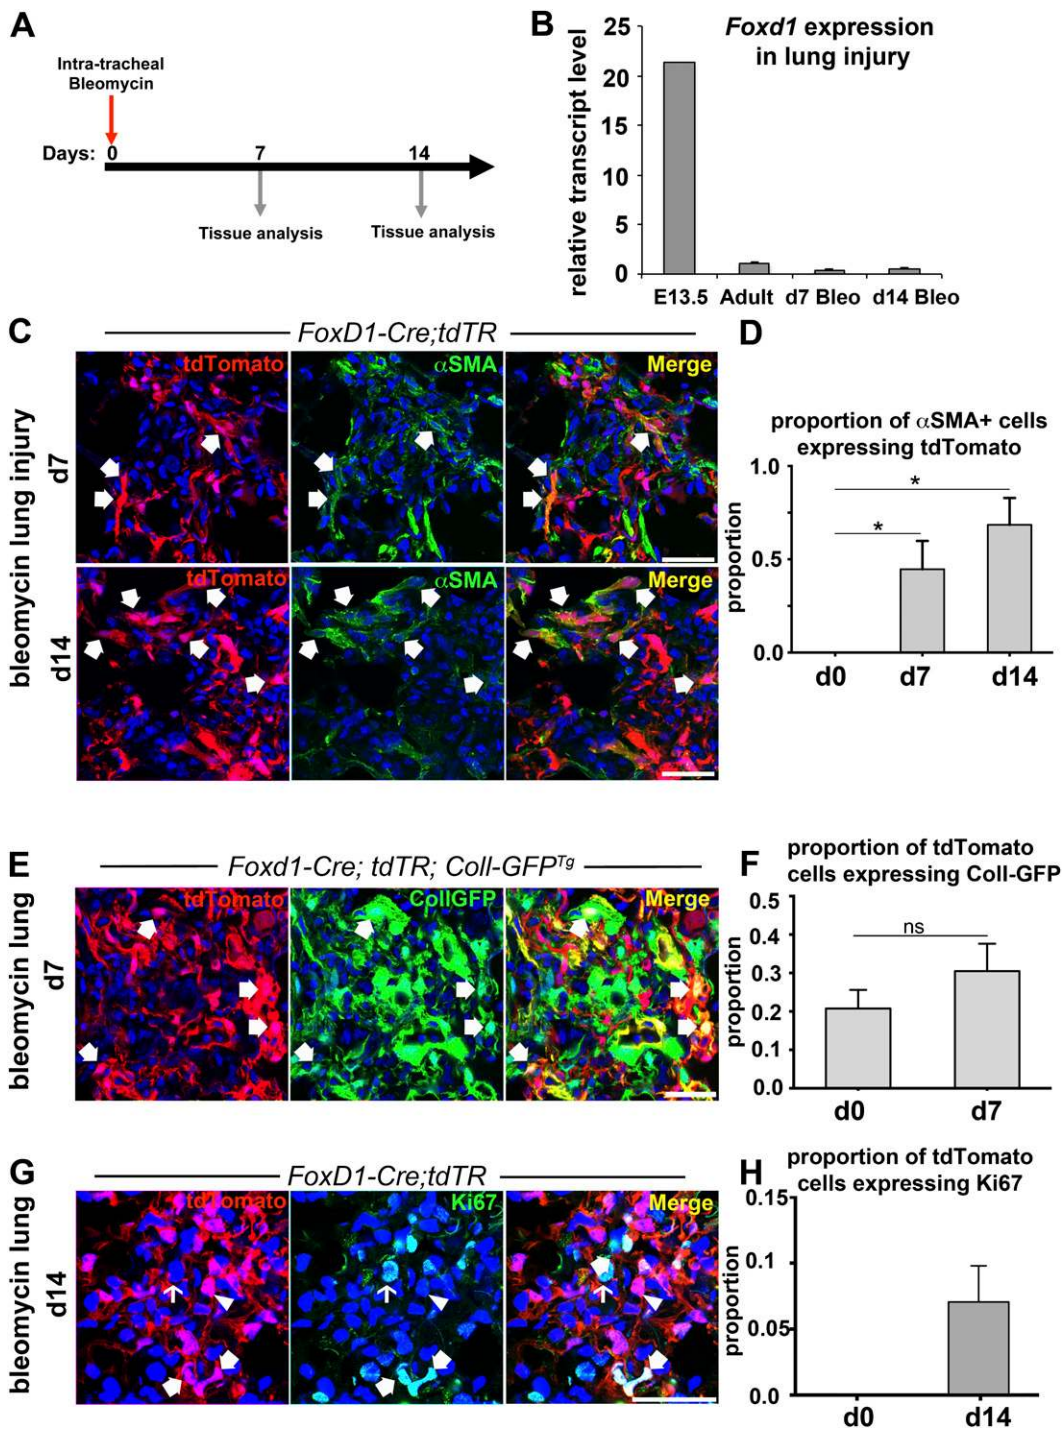 A
Intra-tracheal
Bleomycin
Days: 0 7 14
Tissue analysis Tissue analysis
B
Foxd1 expression
in lung injury
relative transcript level
25
20
15
10
5
0
E13.5 Adult d7 Bleo d14 Bleo
C
FoxD1-Cre;tdTR
bleomycin lung injury
d7
tdTomato αSMA Merge
d14
tdTomato αSMA Merge
D
proportion of αSMA+ cells
expressing tdTomato
proportion
1.0
0.5
0.0
*
*
d0 d7 d14
E
Foxd1-Cre; tdTR; Coll-GFPTg
bleomycin lung
d7
tdTomato CollGFP Merge
F
proportion of tdTomato
cells expressing Coll-GFP
proportion
0.5
0.4
0.3
0.2
0.1
0.0
ns
d0 d7
G
FoxD1-Cre;tdTR
bleomycin lung
d14
tdTomato Ki67 Merge
H
proportion of tdTomato
cells expressing Ki67
proportion
0.15
0.1
0.05
0.0
d0 d14